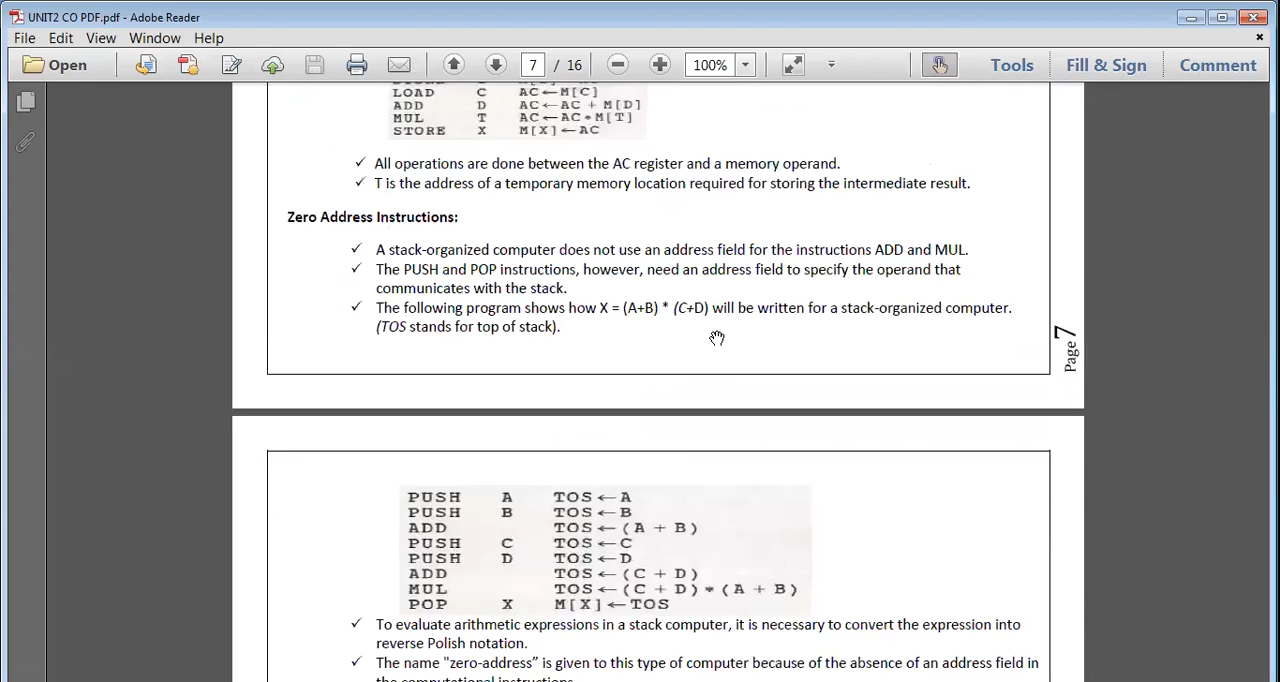 UNIT2 CO PDF.pdf - Adobe Reader
File Edit View Window Help
Open 7 / 16 100% Tools Fill & Sign Comment
LOAD C AC←M[C]
ADD D AC←AC + M[D]
MUL T AC←AC*M[T]
STORE X M[X]←AC
✓ All operations are done between the AC register and a memory operand.
✓ T is the address of a temporary memory location required for storing the intermediate result.
Zero Address Instructions:
✓ A stack-organized computer does not use an address field for the instructions ADD and MUL.
✓ The PUSH and POP instructions, however, need an address field to specify the operand that
communicates with the stack.
✓ The following program shows how X = (A+B) * (C+D) will be written for a stack-organized computer.
(TOS stands for top of stack).
Page 7
PUSH A TOS←A
PUSH B TOS←B
ADD TOS←(A + B)
PUSH C TOS←C
PUSH D TOS←D
ADD TOS←(C + D)
MUL TOS←(C + D)*(A + B)
POP X M[X]←TOS
✓ To evaluate arithmetic expressions in a stack computer, it is necessary to convert the expression into
reverse Polish notation.
✓ The name "zero-address" is given to this type of computer because of the absence of an address field in
the computational instructions.